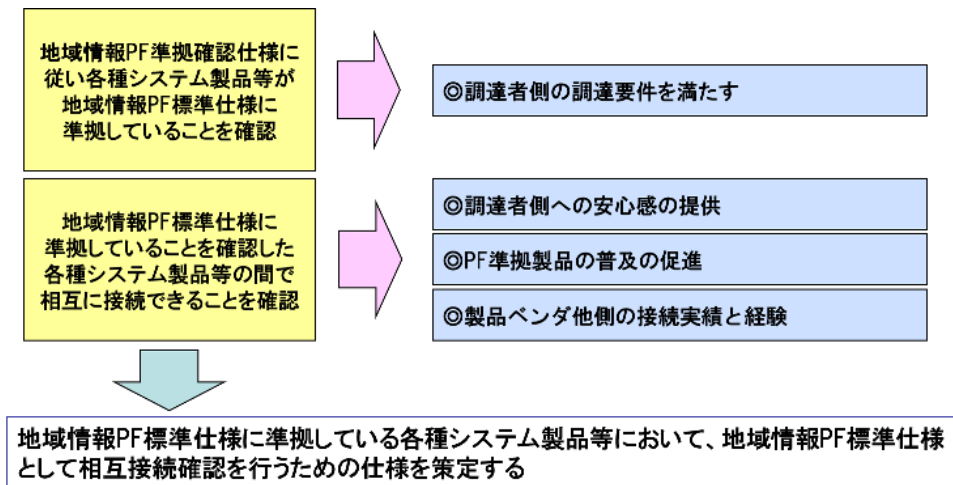 地域情報PF準拠確認仕様に
従い各種システム製品等が
地域情報PF標準仕様に
準拠していることを確認
◎調達者側の調達要件を満たす
地域情報PF標準仕様に
準拠していることを確認した
各種システム製品等の間で
相互に接続できることを確認
◎調達者側への安心感の提供
◎PF準拠製品の普及の促進
◎製品ベンダ他側の接続実績と経験
地域情報PF標準仕様に準拠している各種システム製品等において、地域情報PF標準仕様
として相互接続確認を行うための仕様を策定する